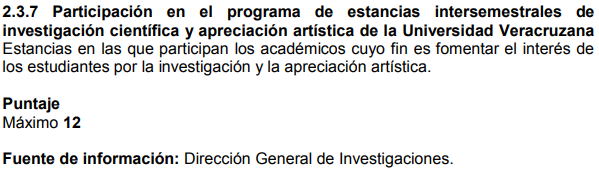 2.3.7 Participación en el programa de estancias intersemestrales de
investigación científica y apreciación artística de la Universidad Veracruzana
Estancias en las que participan los académicos cuyo fin es fomentar el interés de
los estudiantes por la investigación y la apreciación artística.
Puntaje
Máximo 12
Fuente de información: Dirección General de Investigaciones.